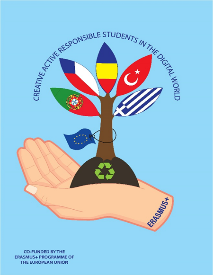 CREATIVE ACTIVE RESPONSIBLE STUDENTS IN THE DIGITAL WORLD
ERASMUS+
CO-FUNDED BY THE
ERASMUS+ PROGRAMME OF
THE EUROPEAN UNION